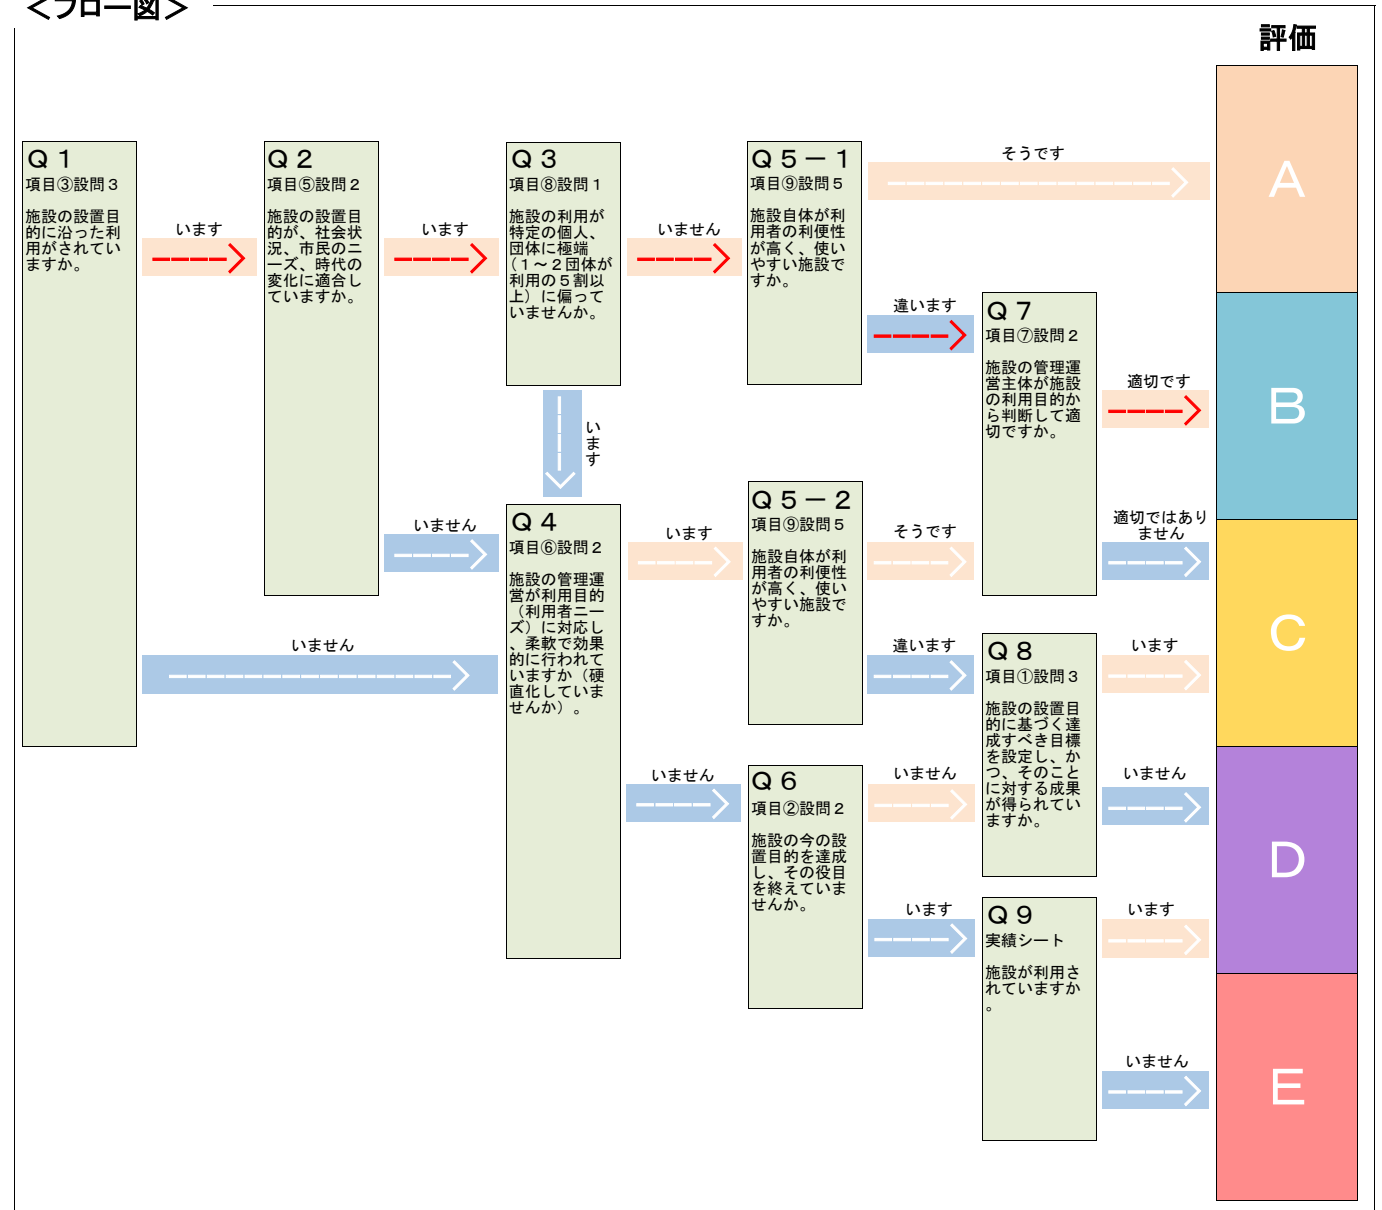 ＜フロー図＞
評価
Ｑ１
項目③設問３
施設の設置目
的に沿った利
用がされてい
ますか。
います
いません
Ｑ２
項目⑤設問２
施設の設置目
的が、社会状
況、市民のニ
ーズ、時代の
変化に適合し
ていますか。
います
いません
Ｑ３
項目⑧設問１
施設の利用が
特定の個人、
団体に極端
（１～２団体が
利用の５割以
上）に偏って
いませんか。
いません
います
Ｑ４
項目⑥設問２
施設の管理運
営が利用目的
（利用者ニー
ズ）に対応し
、柔軟で効果
的に行われて
いますか（硬
直化していま
せんか）。
います
いません
Ｑ５－１
項目⑨設問５
施設自体が利
用者の利便性
が高く、使い
やすい施設で
すか。
そうです
違います
Ｑ５－２
項目⑨設問５
施設自体が利
用者の利便性
が高く、使い
やすい施設で
すか。
そうです
違います
Ｑ６
項目②設問２
施設の今の設
置目的を達成
し、その役目
を終えていま
せんか。
いません
います
Ｑ７
項目⑦設問２
施設の管理運
営主体が施設
の利用目的か
ら判断して適
切ですか。
適切です
適切ではあり
ません
Ｑ８
項目①設問３
施設の設置目
的に基づく達
成すべき目標
を設定し、か
つ、そのこと
に対する成果
が得られてい
ますか。
います
いません
Ｑ９
実績シート
施設が利用さ
れていますか
。
います
いません
Ａ
Ｂ
Ｃ
Ｄ
Ｅ